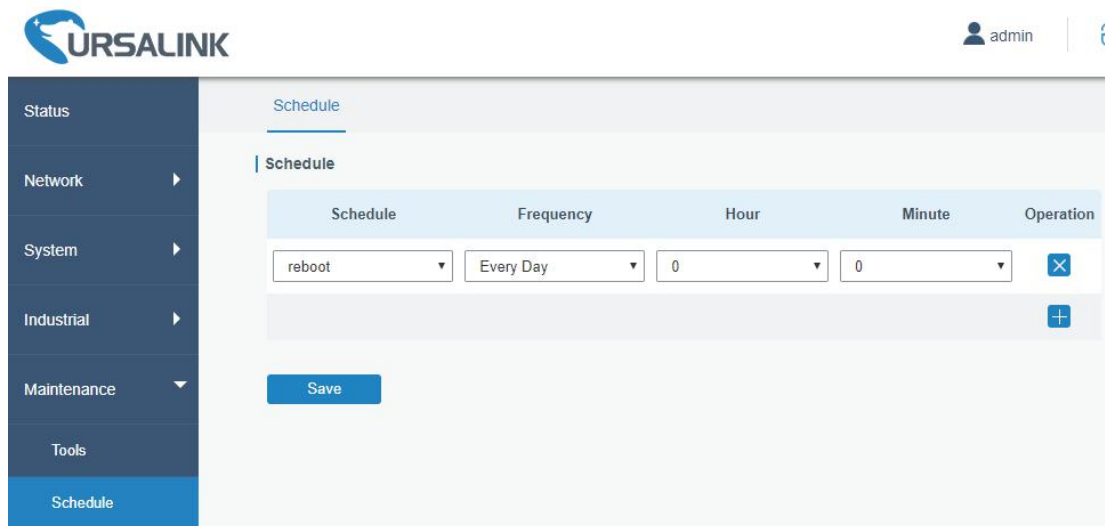 URSALINK
admin
Status
Network
System
Industrial
Maintenance
Tools
Schedule
Schedule
Schedule
Schedule Frequency Hour Minute Operation
reboot Every Day 0 0
Save